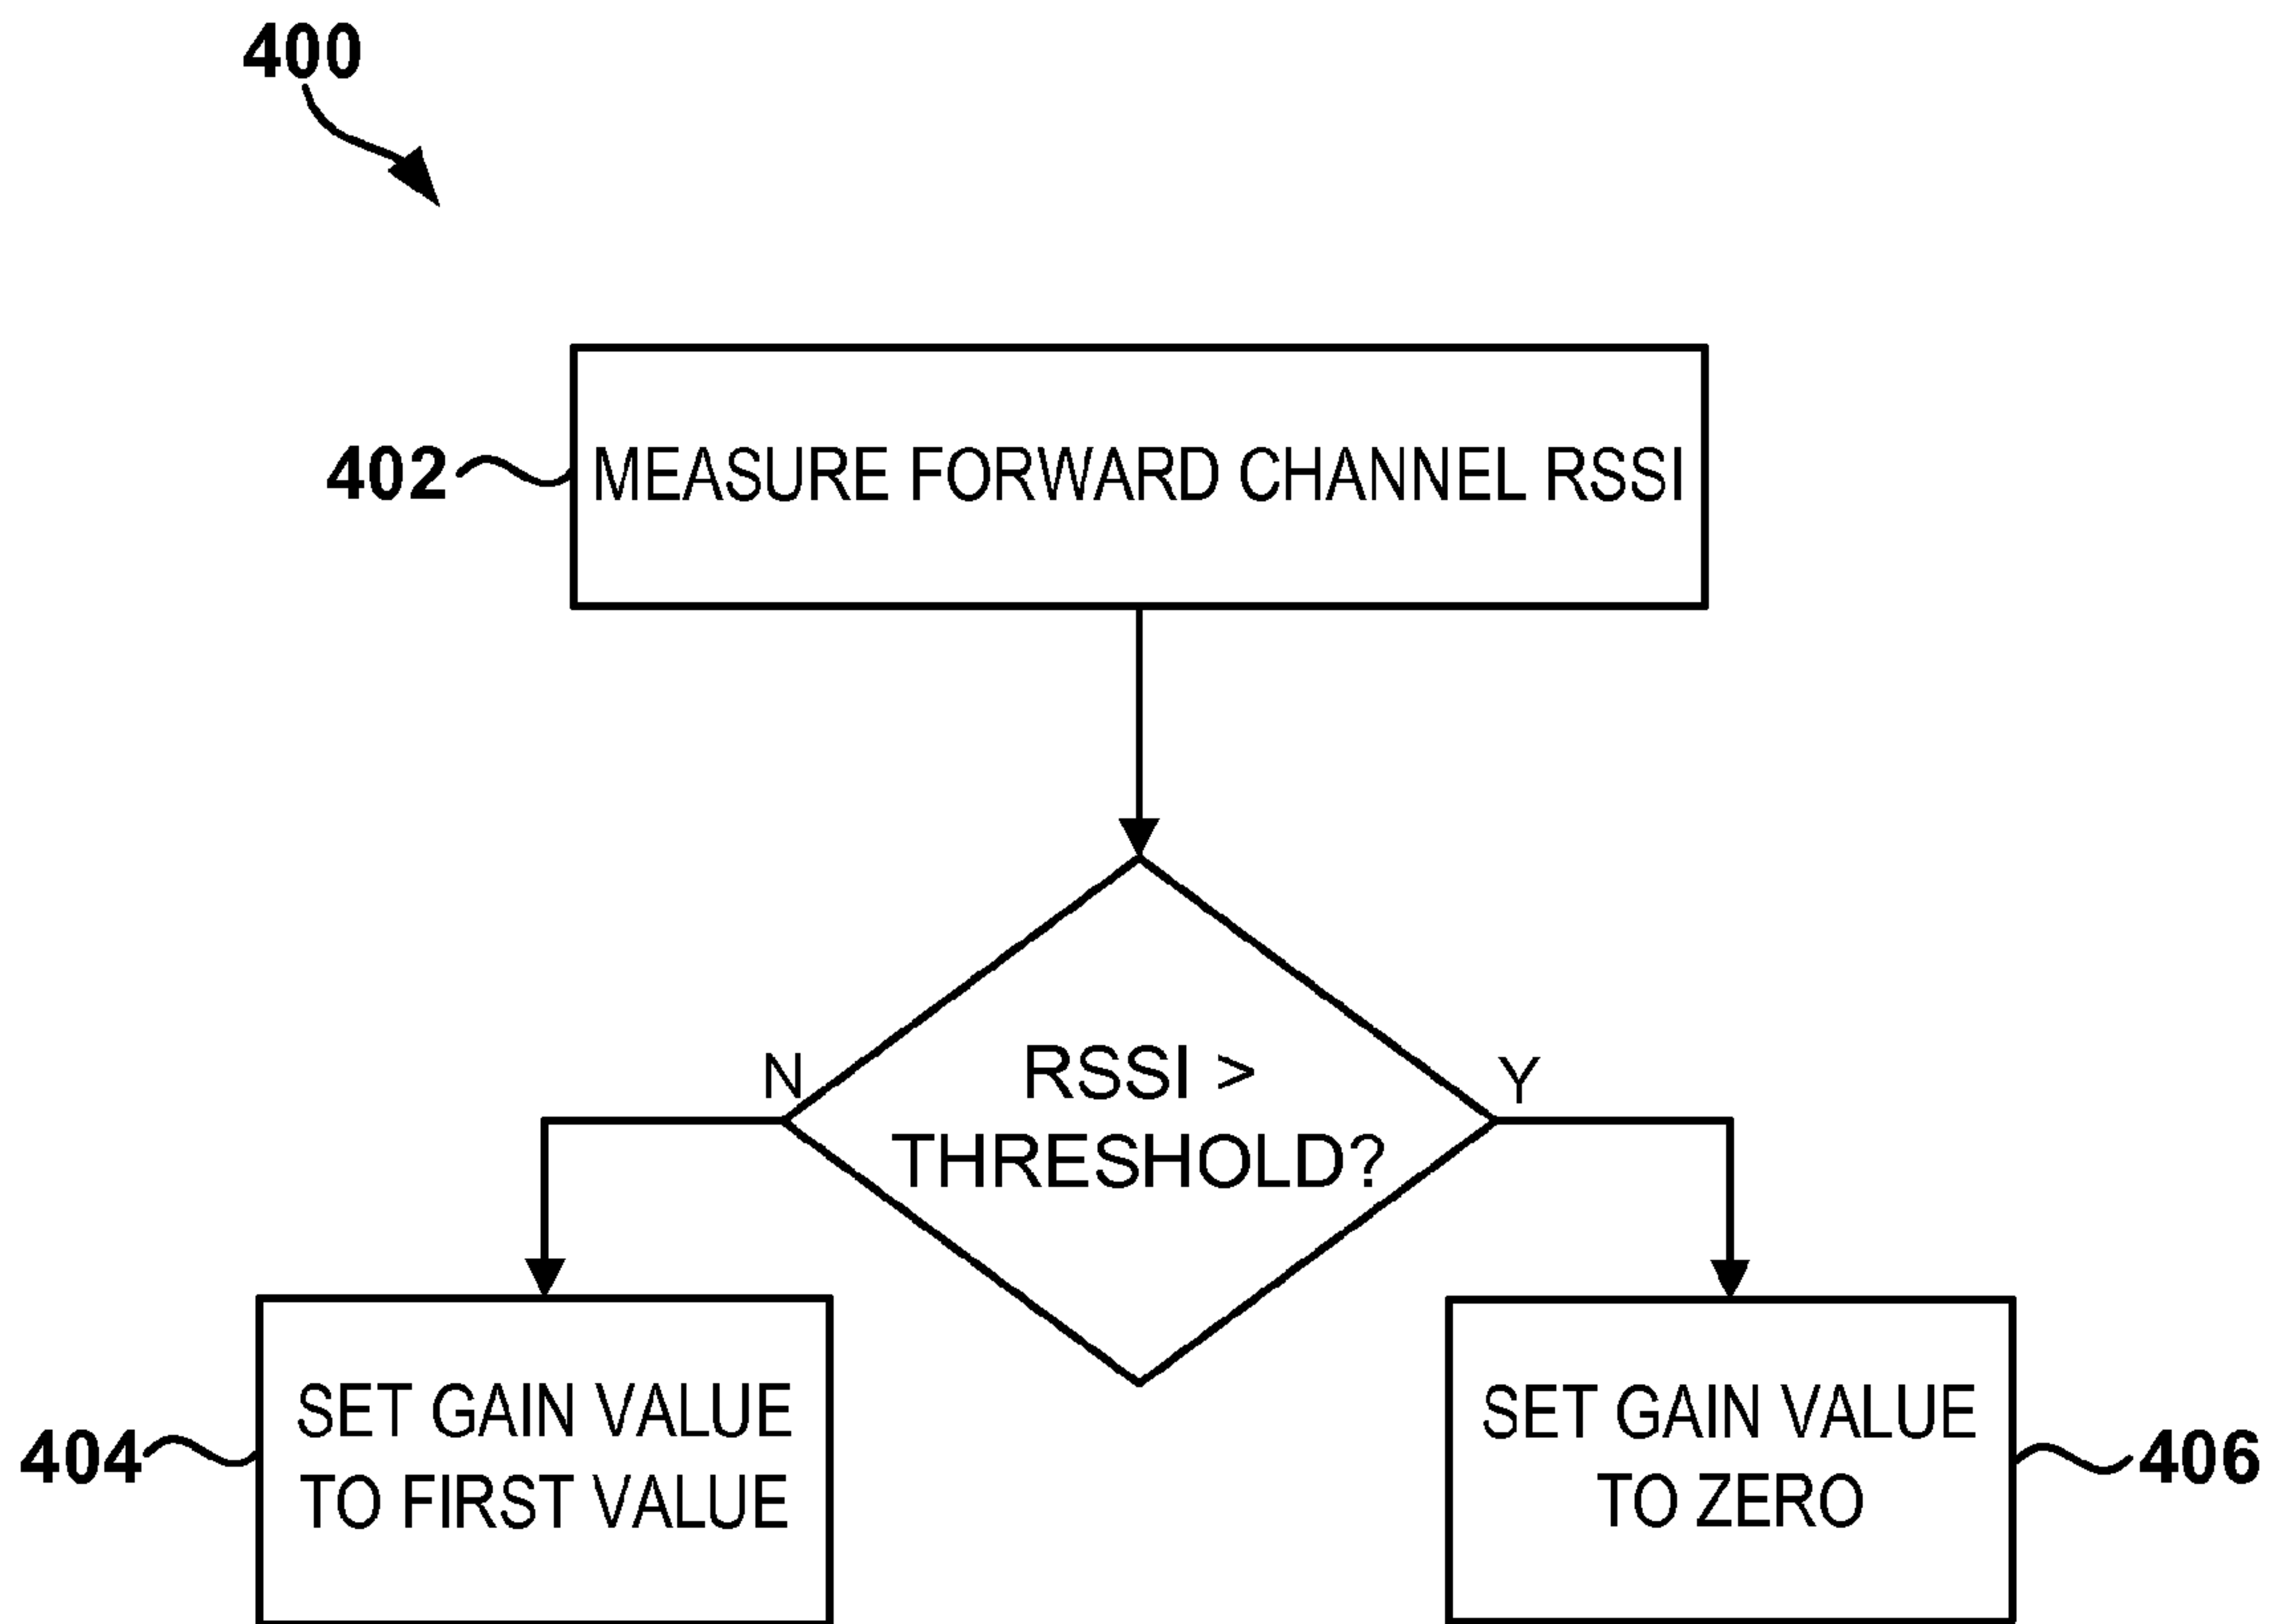 400
402
MEASURE FORWARD CHANNEL RSSI
N
RSSI >
THRESHOLD?
Y
404
SET GAIN VALUE
TO FIRST VALUE
SET GAIN VALUE
TO ZERO
406